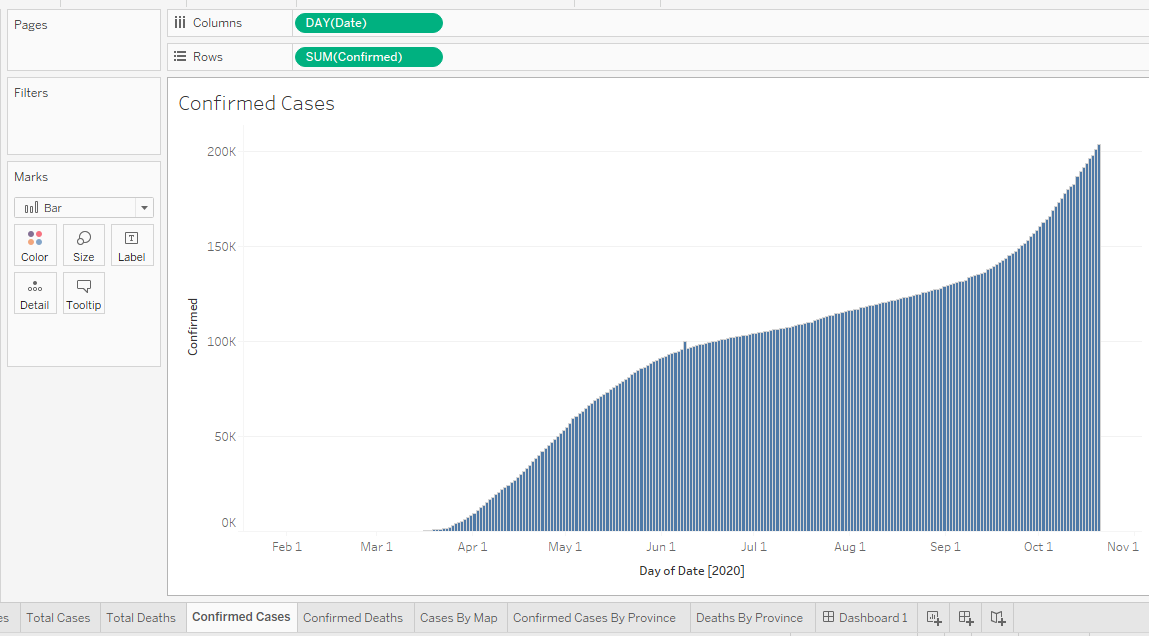 Pages
Columns
DAY(Date)
Rows
SUM(Confirmed)
Filters
Marks
Bar
Color
Size
Label
Detail
Tooltip
Confirmed Cases
200K
150K
100K
50K
0K
Confirmed
Feb 1
Mar 1
Apr 1
May 1
Jun 1
Jul 1
Aug 1
Sep 1
Oct 1
Nov 1
Day of Date [2020]
es
Total Cases
Total Deaths
Confirmed Cases
Confirmed Deaths
Cases By Map
Confirmed Cases By Province
Deaths By Province
Dashboard 1